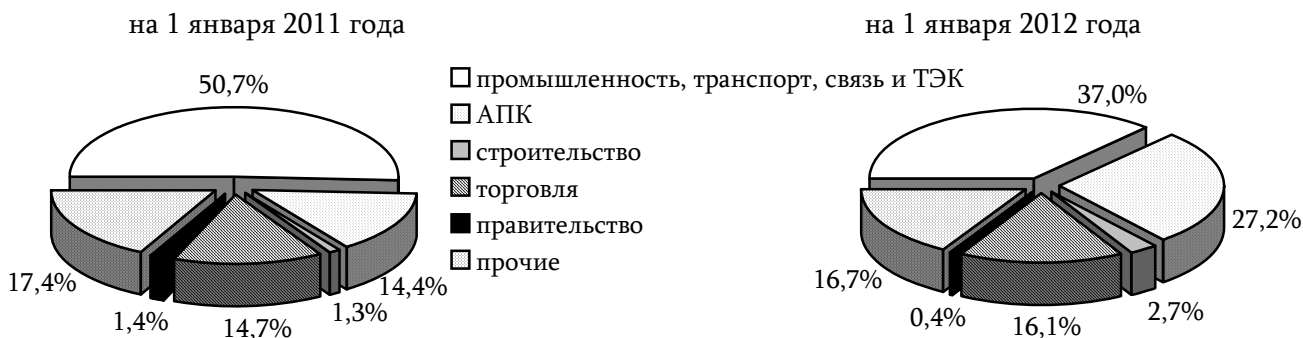 на 1 января 2011 года
50,7%
17,4%
1,4%
14,7%
1,3%
14,4%
промышленность, транспорт, связь и ТЭК
АПК
строительство
торговля
правительство
прочие
на 1 января 2012 года
37,0%
27,2%
16,7%
0,4%
16,1%
2,7%